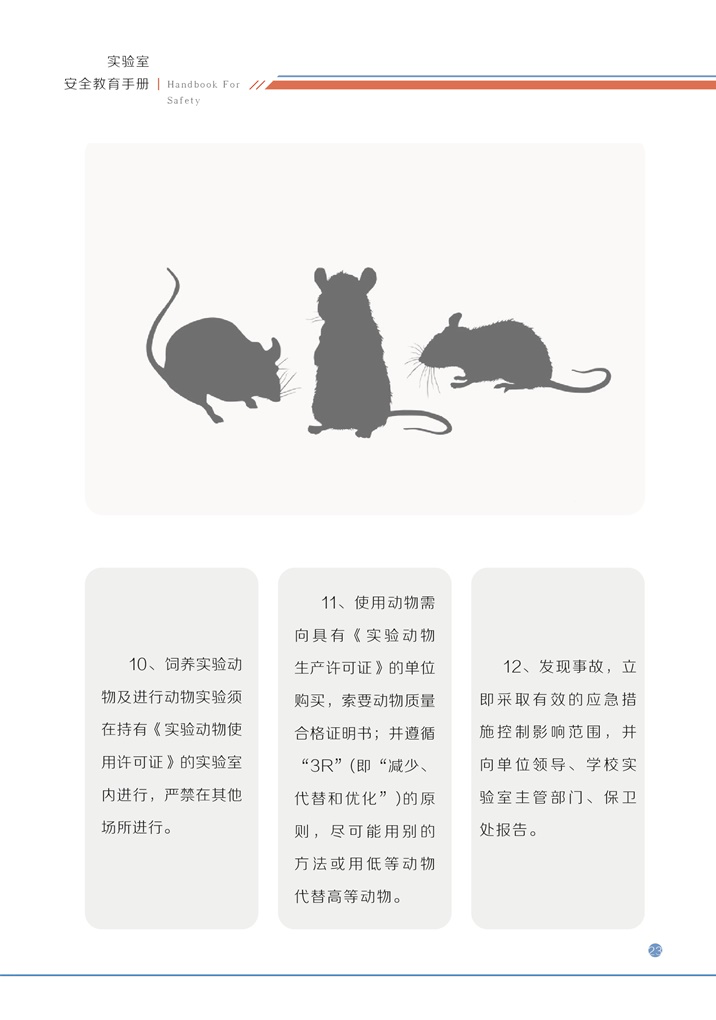 实验室
安全教育手册
Handbook For
Safety
10、饲养实验动
物及进行动物实验须
在持有《实验动物使
用许可证》的实验室
内进行，严禁在其他
场所进行。
11、使用动物需
向具有《实验动物
生产许可证》的单位
购买，索要动物质量
合格证明书；并遵循
“3R”(即“减少、
代替和优化”)的原
则，尽可能用别的
方法或用低等动物
代替高等动物。
12、发现事故，立
即采取有效的应急措
施控制影响范围，并
向单位领导、学校实
验室主管部门、保卫
处报告。
23